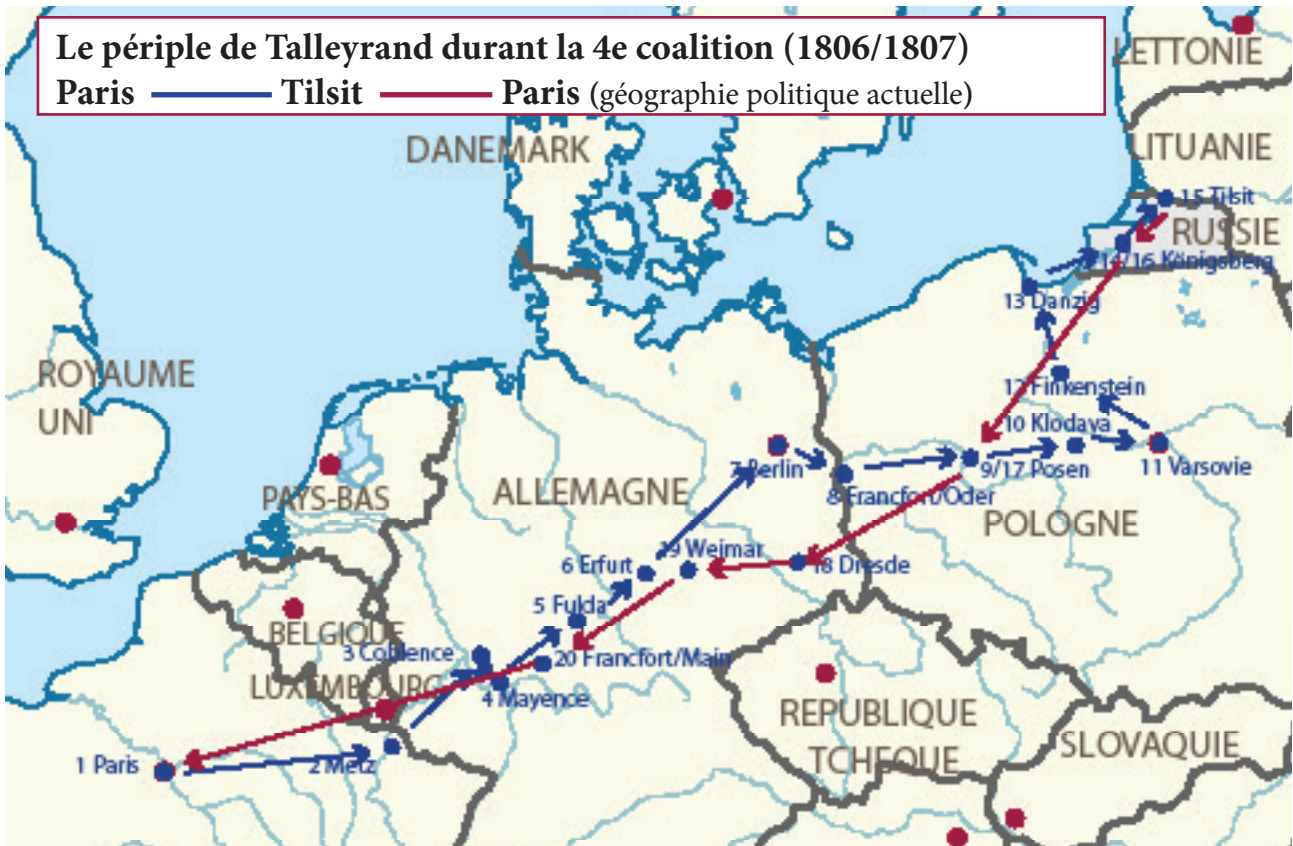 Le périple de Talleyrand durant la 4e coalition (1806/1807)
Paris Tilsit Paris (géographie politique actuelle)
LETTONIE
DANEMARK
LITUANIE
15 Tilsit
RUSSIE
14/16 Königsberg
13 Danzig
ROYAUME
UNI
12 Finkenstein
10 Klodava
7 Berlin
9/17 Posen
11 Varsovie
PAYS-BAS
ALLEMAGNE
8 Francfort/Oder
POLOGNE
19 Weimar
6 Erfurt
18 Dresde
5 Fulda
BELGIQUE
3 Coblence
20 Francfort/Main
LUXEMBOURG
4 Mayence
REPUBLIQUE
TCHEQUE
SLOVAQUIE
1 Paris
2 Metz